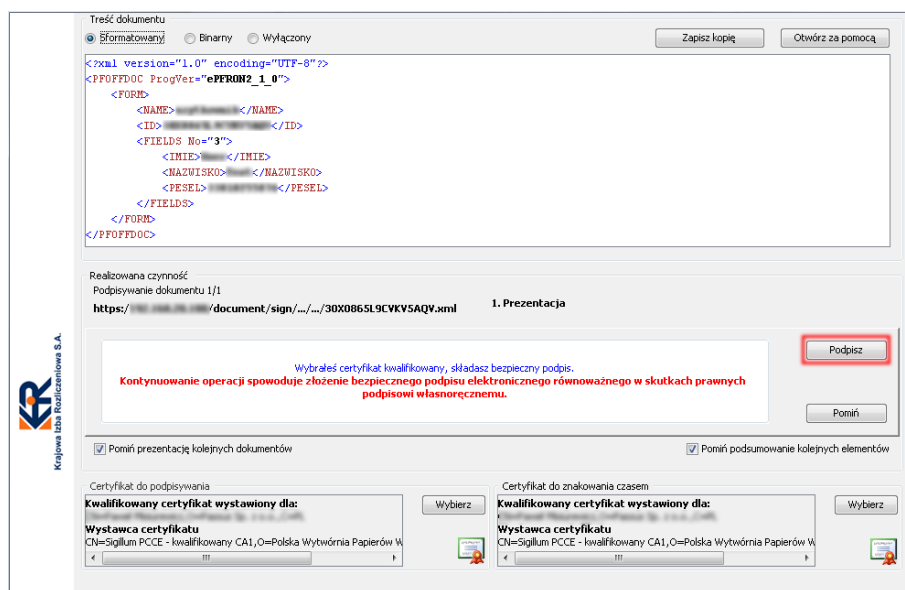 Treść dokumentu
Sformatowany Binarny Wyłączony Zapisz kopię Otwórz za pomocą
<?xml version="1.0" encoding="UTF-8"?>
<PFOFFDOC ProgVer="ePFRON2_1_0">
<FORM>
<NAME> </NAME>
<ID> </ID>
<FIELDS No="3">
<IMIE> </IMIE>
<NAZWISKO> </NAZWISKO>
<PESEL> </PESEL>
</FIELDS>
</FORM>
</PFOFFDOC>
Realizowana czynność
Podpisywanie dokumentu 1/1
https:/ /document/sign/.../.../30X0865L9CVKV5AQV.xml 1. Prezentacja
Wybrałeś certyfikat kwalifikowany, składasz bezpieczny podpis.
Kontynuowanie operacji spowoduje złożenie bezpiecznego podpisu elektronicznego równoważnego w skutkach prawnych
podpisowi własnoręcznemu.
Podpisz
Pomiń
Pomiń prezentację kolejnych dokumentów Pomiń podsumowanie kolejnych elementów
Certyfikat do podpisywania
Kwalifikowany certyfikat wystawiony dla:
Wystawca certyfikatu
CN=Sigillum PCCE - kwalifikowany CA1,O=Polska Wytwórnia Papierów W
Wybierz
Certyfikat do znakowania czasem
Kwalifikowany certyfikat wystawiony dla:
Wystawca certyfikatu
CN=Sigillum PCCE - kwalifikowany CA1,O=Polska Wytwórnia Papierów W
Wybierz
KIR
Krajowa Izba Rozliczeniowa S.A.